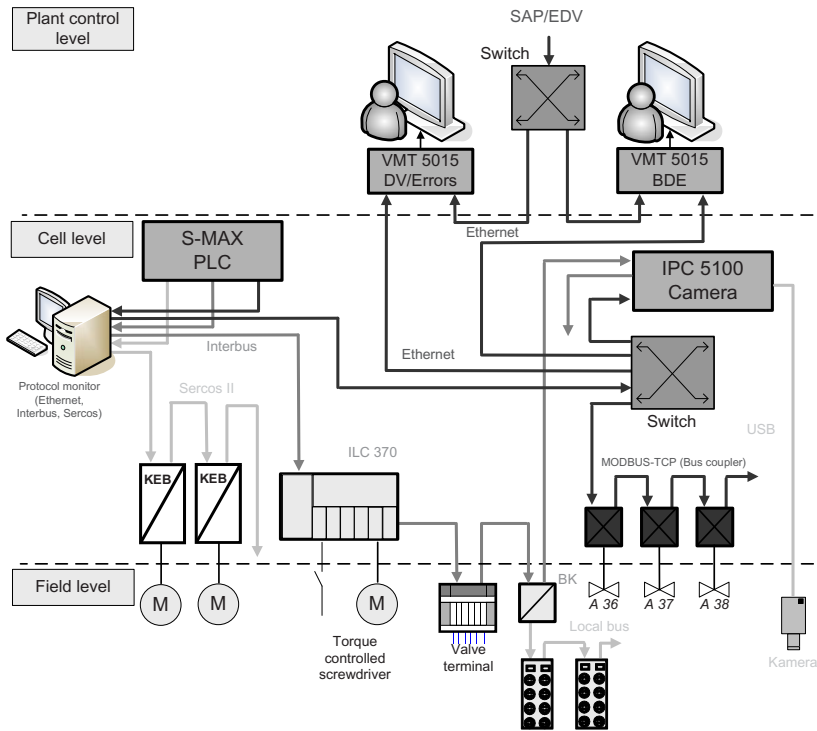 Plant control
level
SAP/EDV
Switch
VMT 5015
DV/Errors
VMT 5015
BDE
Cell level
S-MAX
PLC
Ethernet
IPC 5100
Camera
Interbus
Ethernet
Protocol monitor
(Ethernet,
Interbus, Sercos)
Sercos II
Switch
USB
ILC 370
MODBUS-TCP (Bus coupler)
KEB
KEB
Field level
BK
M
M
M
A 36
A 37
A 38
Local bus
Torque
controlled
screwdriver
Valve
terminal
Kamera